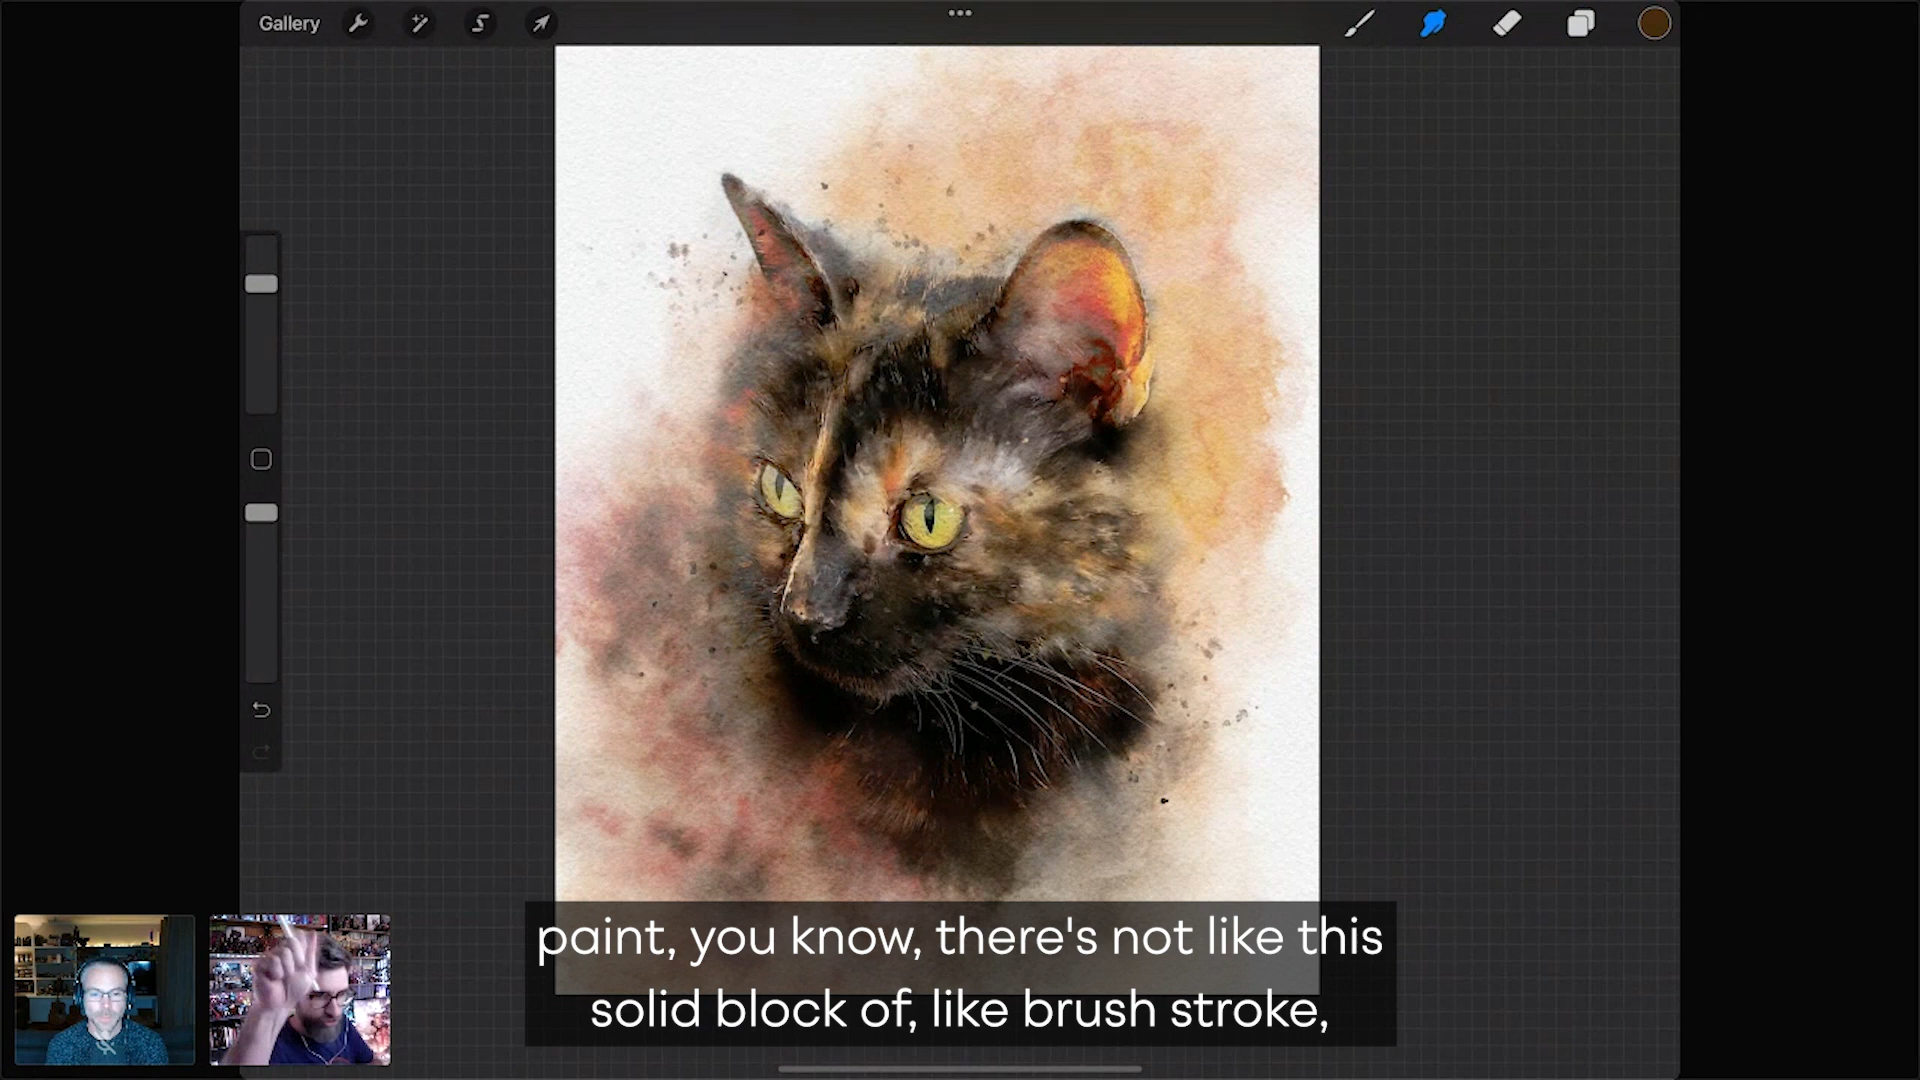 Gallery
paint, you know, there's not like this
solid block of, like brush stroke,